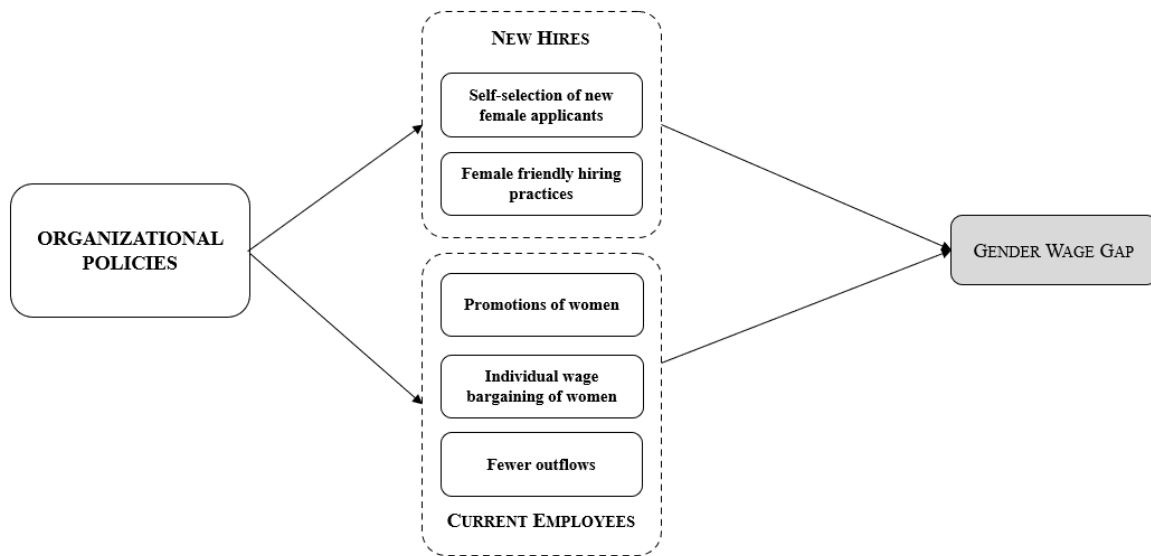 NEW HIRES
Self-selection of new
female applicants
Female friendly hiring
practices
ORGANIZATIONAL
POLICIES
GENDER WAGE GAP
Promotions of women
Individual wage
bargaining of women
Fewer outflows
CURRENT EMPLOYEES